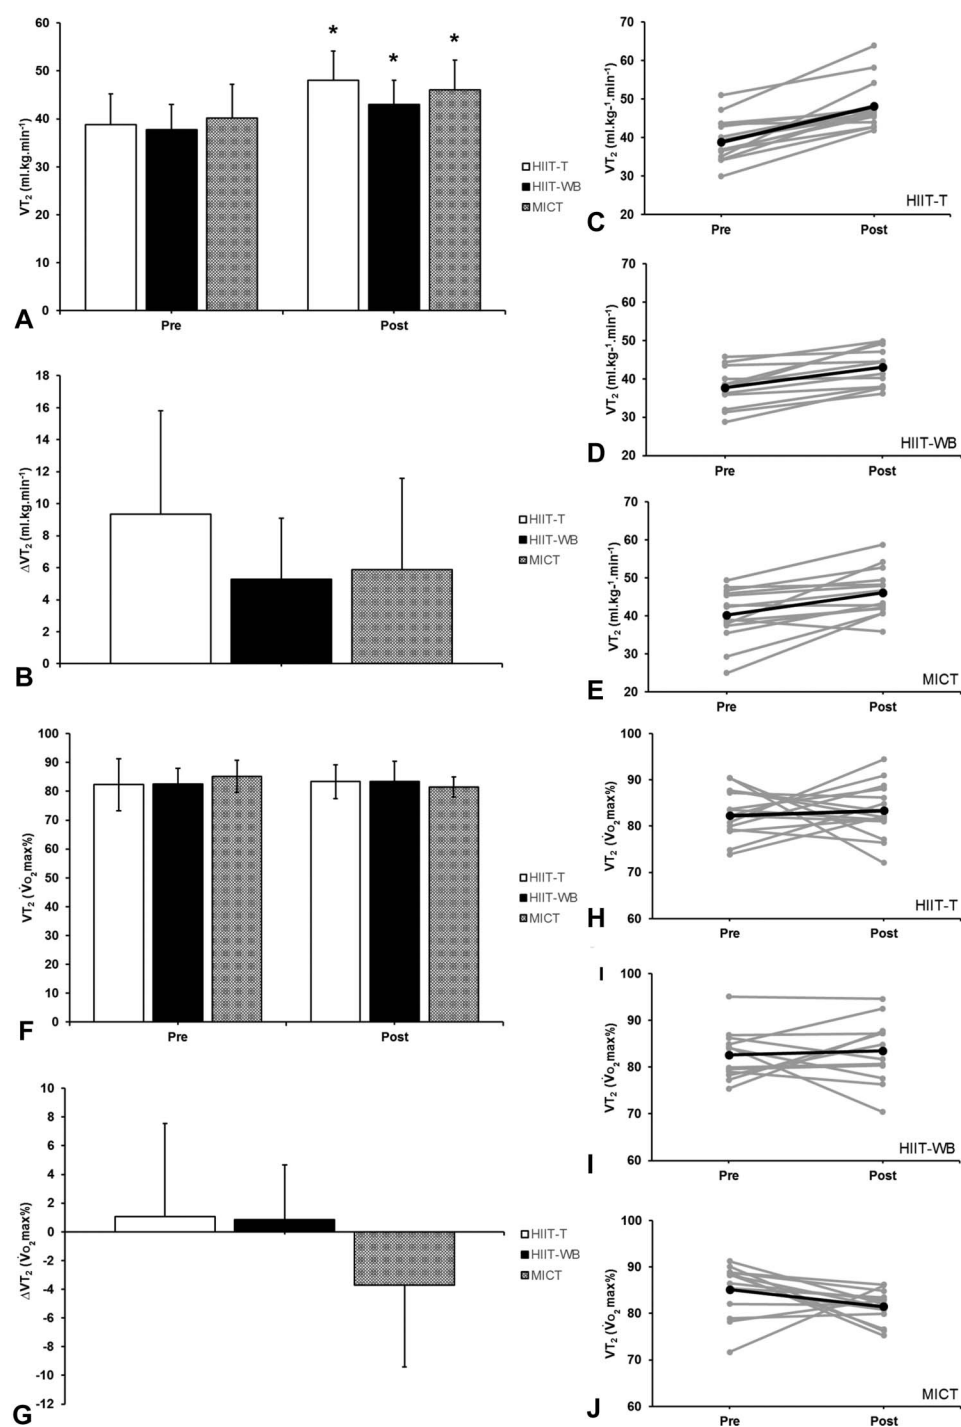 60
50
40
30
20
10
0
VT₂ (ml.kg.min⁻¹)
* * *
Pre Post
HIIT-T
HIIT-WB
MICT
A
70
60
50
40
30
20
VT₂ (ml.kg-¹.min-¹)
Pre Post
HIIT-T
C
70
60
50
40
30
20
VT₂ (ml.kg-¹.min-¹)
Pre Post
HIIT-WB
D
18
16
14
12
10
8
6
4
2
0
ΔVT₂ (ml.kg.min⁻¹)
HIIT-T
HIIT-WB
MICT
B
70
60
50
40
30
20
VT₂ (ml.kg-¹.min-¹)
Pre Post
MICT
E
100
90
80
70
60
50
40
30
20
10
0
VT₂ (V̇o₂max%)
Pre Post
HIIT-T
HIIT-WB
MICT
F
100
90
80
70
60
VT₂ (V̇o₂max%)
Pre Post
HIIT-T
H
I
100
90
80
70
60
VT₂ (V̇o₂max%)
Pre Post
HIIT-WB
I
10
8
6
4
2
0
-2
-4
-6
-8
-10
-12
ΔVT₂ (V̇o₂max%)
HIIT-T
HIIT-WB
MICT
G
100
90
80
70
60
VT₂ (V̇o₂max%)
Pre Post
MICT
J